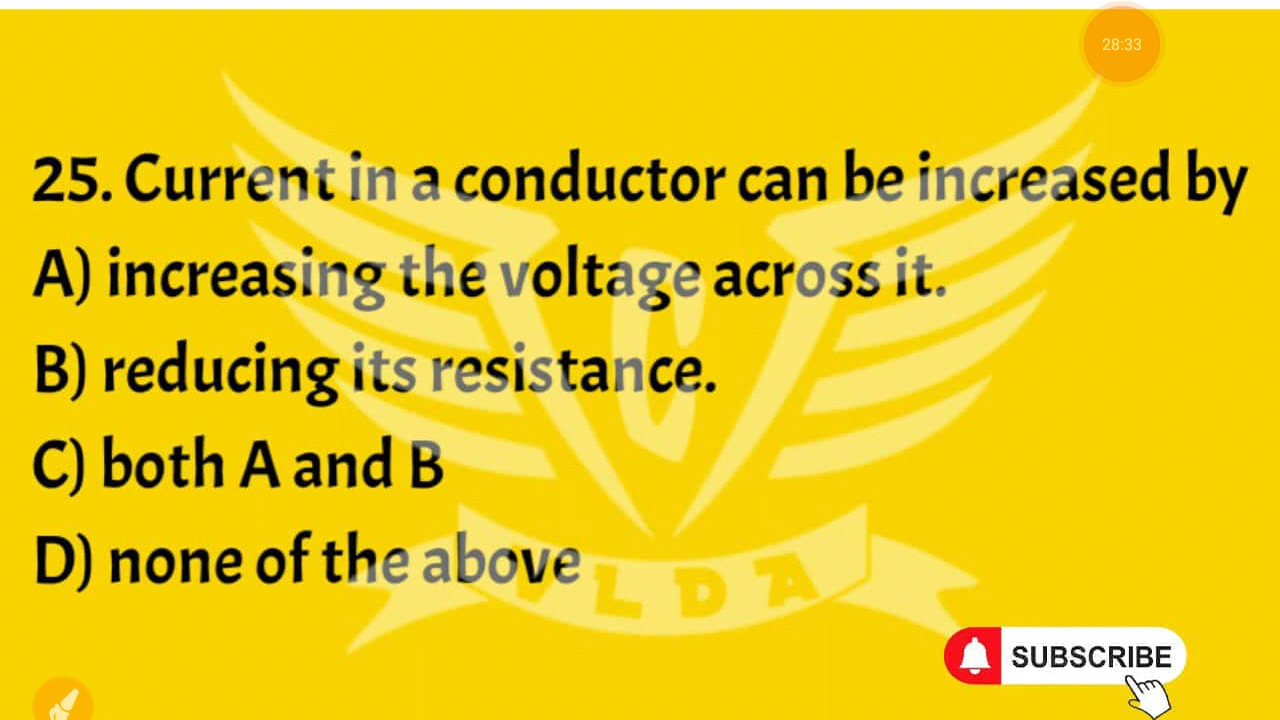 28:33
25. Current in a conductor can be increased by
A) increasing the voltage across it.
B) reducing its resistance.
C) both A and B
D) none of the above
VLDA
SUBSCRIBE